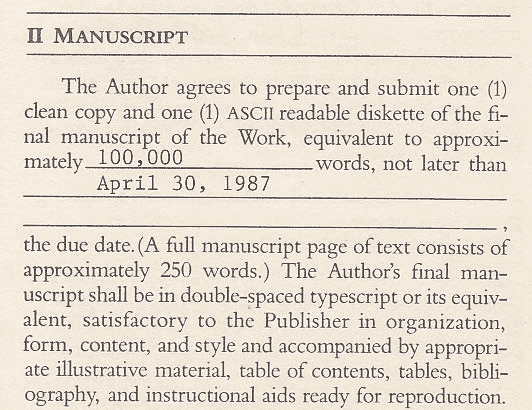 II MANUSCRIPT
The Author agrees to prepare and submit one (1)
clean copy and one (1) ASCII readable diskette of the fi-
nal manuscript of the Work, equivalent to approxi-
mately 100,000 words, not later than
April 30, 1987
,
the due date.(A full manuscript page of text consists of
approximately 250 words.) The Author's final man-
uscript shall be in double-spaced typescript or its equiv-
alent, satisfactory to the Publisher in organization,
form, content, and style and accompanied by appropri-
ate illustrative material, table of contents, tables, bibli-
ography, and instructional aids ready for reproduction.